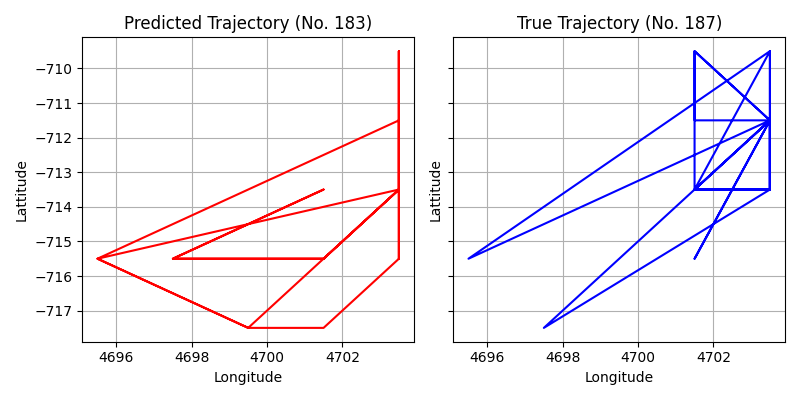 Predicted Trajectory (No. 183)
True Trajectory (No. 187)
−710
−711
−712
−713
−714
−715
−716
−717
Lattitude
Lattitude
4696 4698 4700 4702
4696 4698 4700 4702
Longitude
Longitude